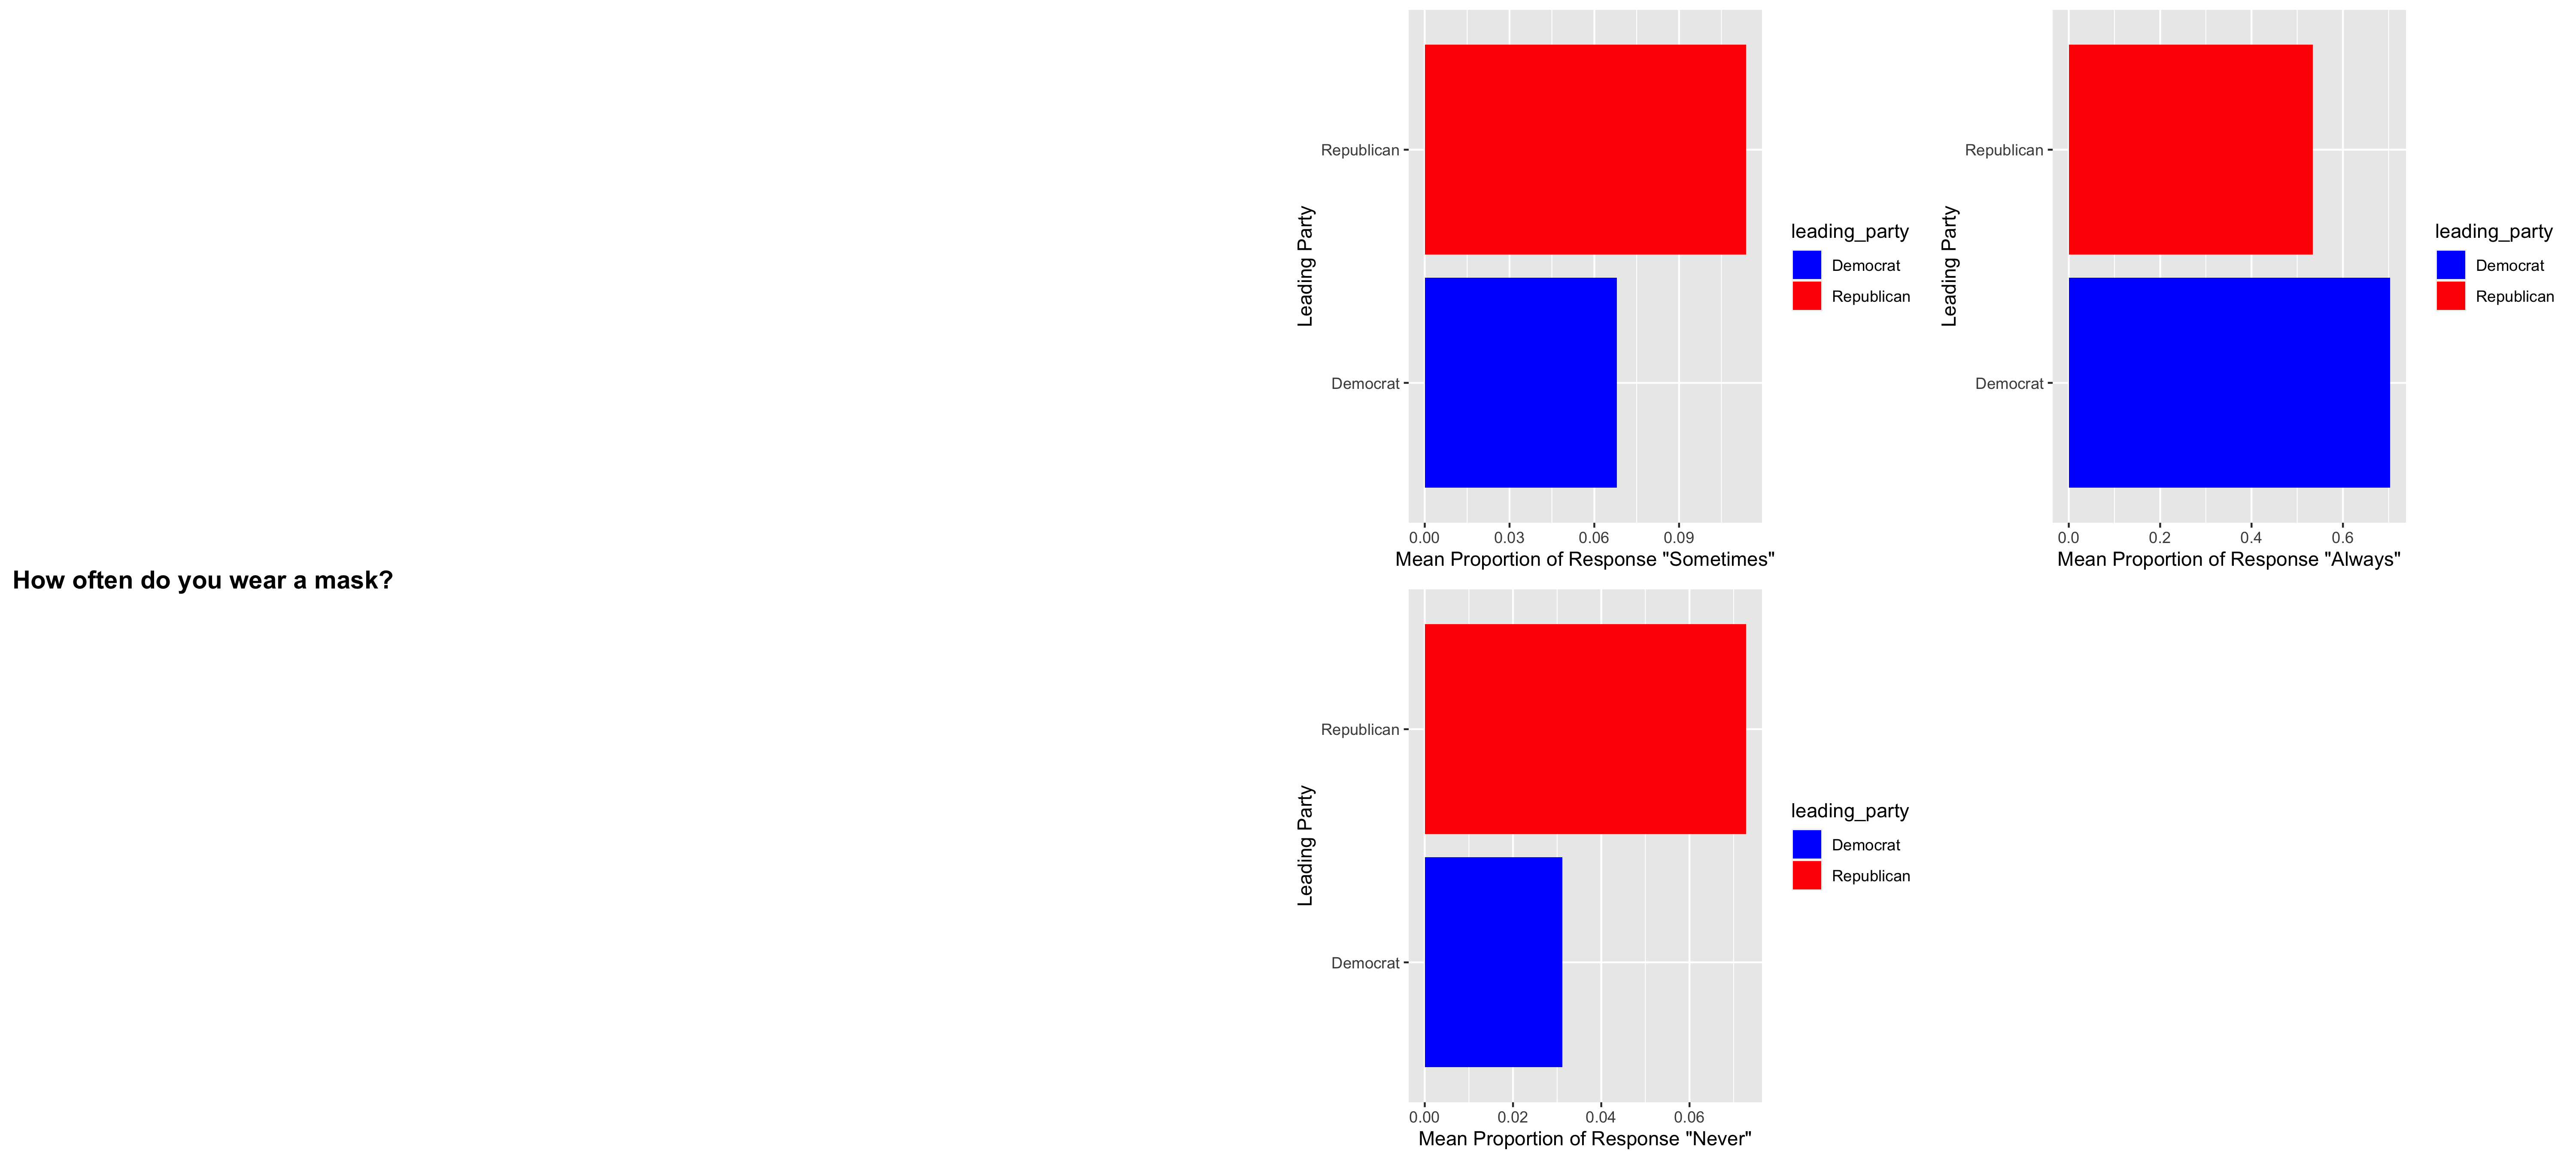 How often do you wear a mask?
Leading Party
Republican
Democrat
0.00 0.03 0.06 0.09
Mean Proportion of Response "Sometimes"
leading_party
Democrat
Republican
Leading Party
Republican
Democrat
0.0 0.2 0.4 0.6
Mean Proportion of Response "Always"
leading_party
Democrat
Republican
Leading Party
Republican
Democrat
0.00 0.02 0.04 0.06
Mean Proportion of Response "Never"
leading_party
Democrat
Republican